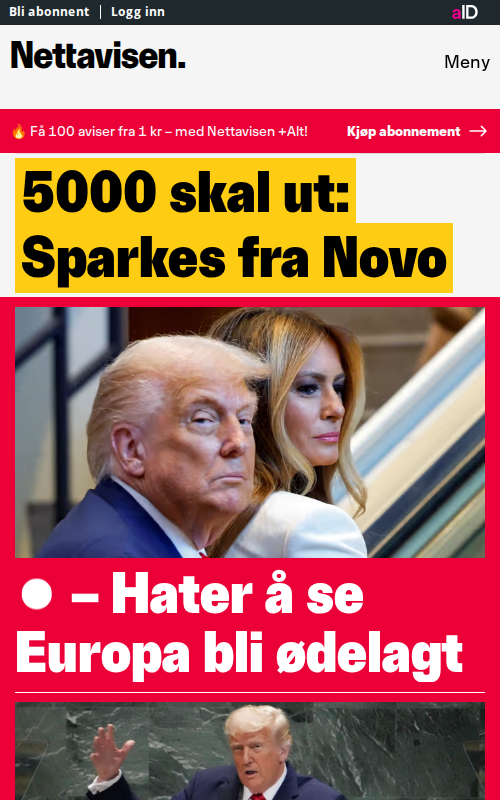 Bli abonnent | Logg inn
aID
Nettavisen.
Meny
🔥 Få 100 aviser fra 1 kr – med Nettavisen +Alt!
Kjøp abonnement →
5000 skal ut:
Sparkes fra Novo
– Hater å se
Europa bli ødelagt